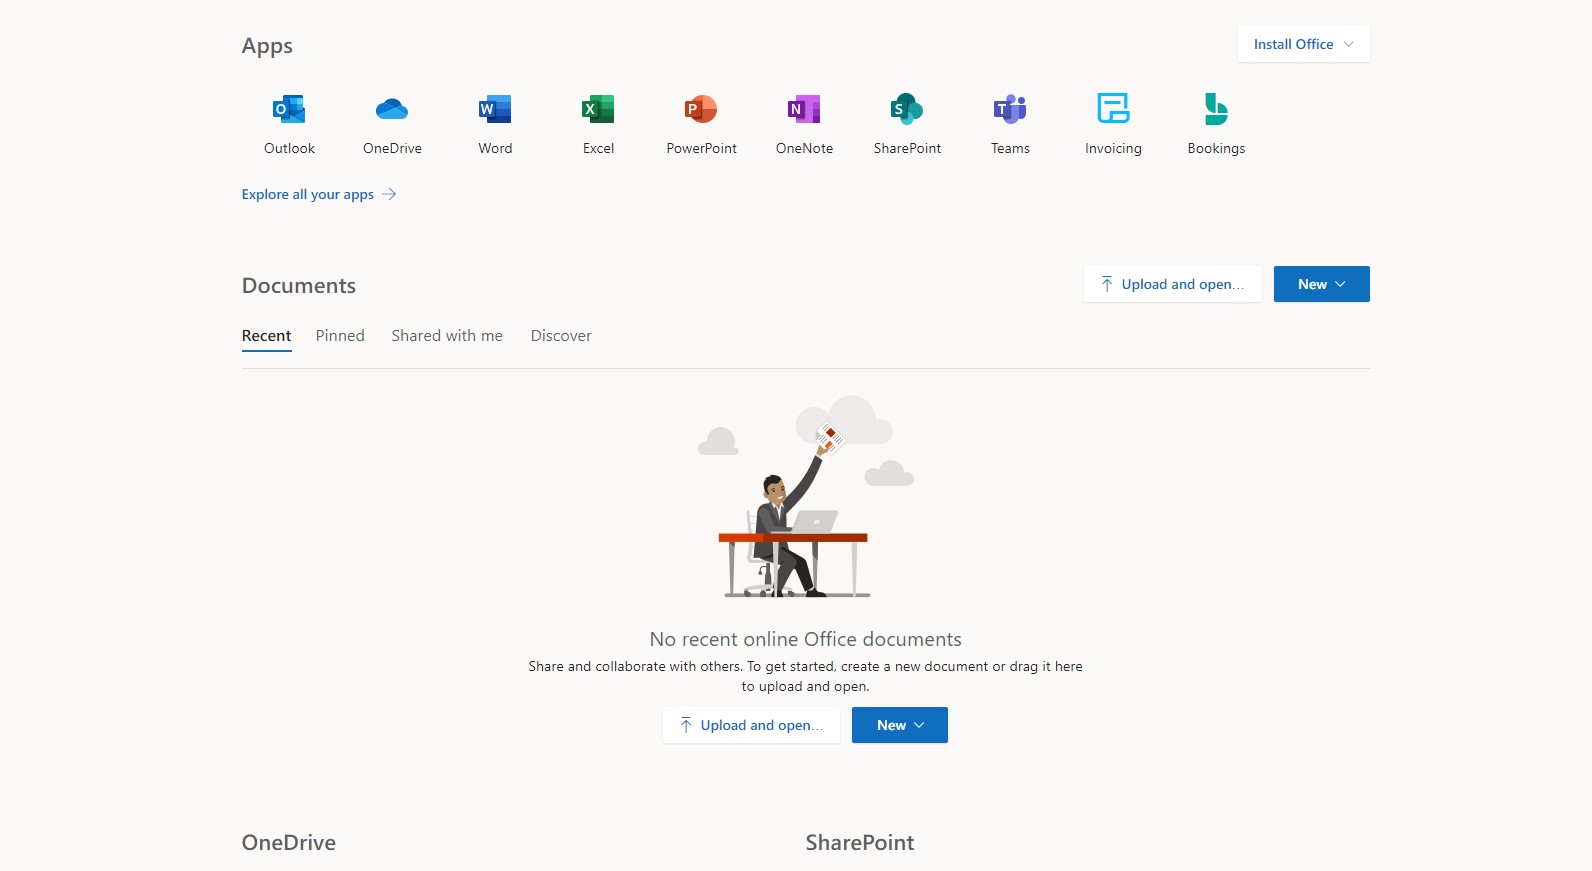 Apps
Install Office
Outlook
OneDrive
Word
Excel
PowerPoint
OneNote
SharePoint
Teams
Invoicing
Bookings
Explore all your apps
Documents
Upload and open...
New
Recent
Pinned
Shared with me
Discover
No recent online Office documents
Share and collaborate with others. To get started, create a new document or drag it here
to upload and open.
Upload and open...
New
OneDrive
SharePoint